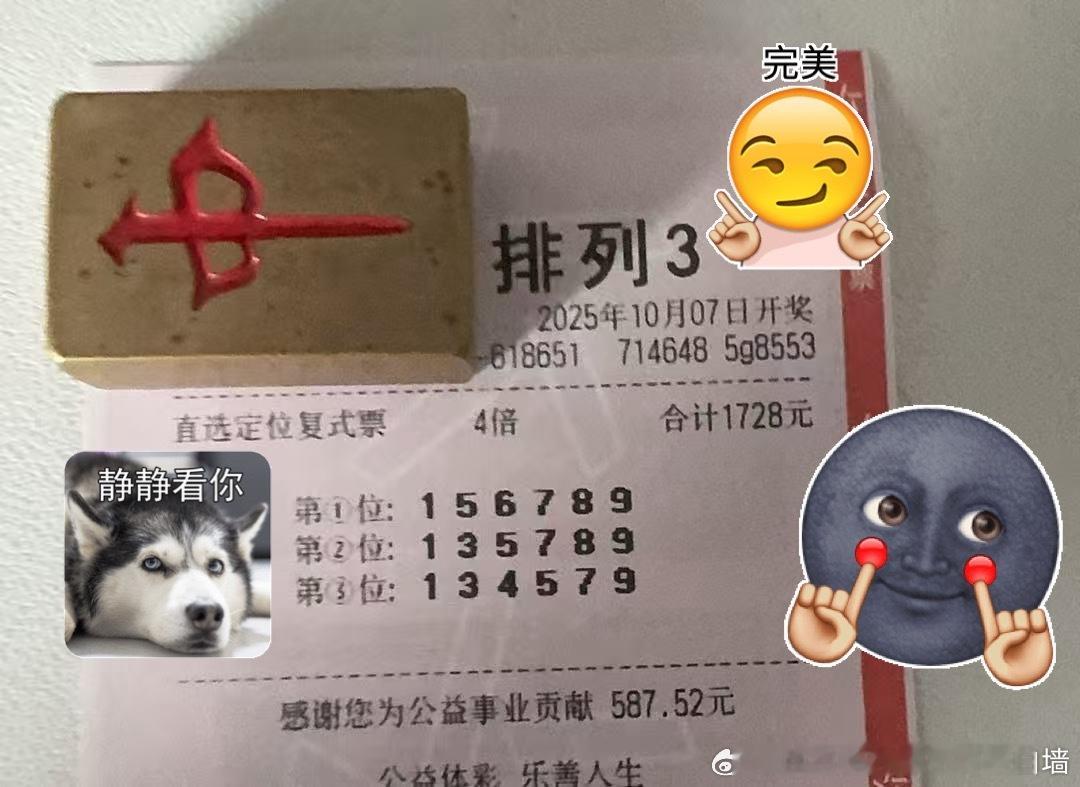 完美
中
排列3
2025年10月07日开奖
-618651 714648 5g8553
直选定位复式票 4倍 合计1728元
静静看你
第①位: 1 5 6 7 8 9
第②位: 1 3 5 7 8 9
第③位: 1 3 4 5 7 9
感谢您为公益事业贡献 587.52元
公益体彩 乐善人生
墙